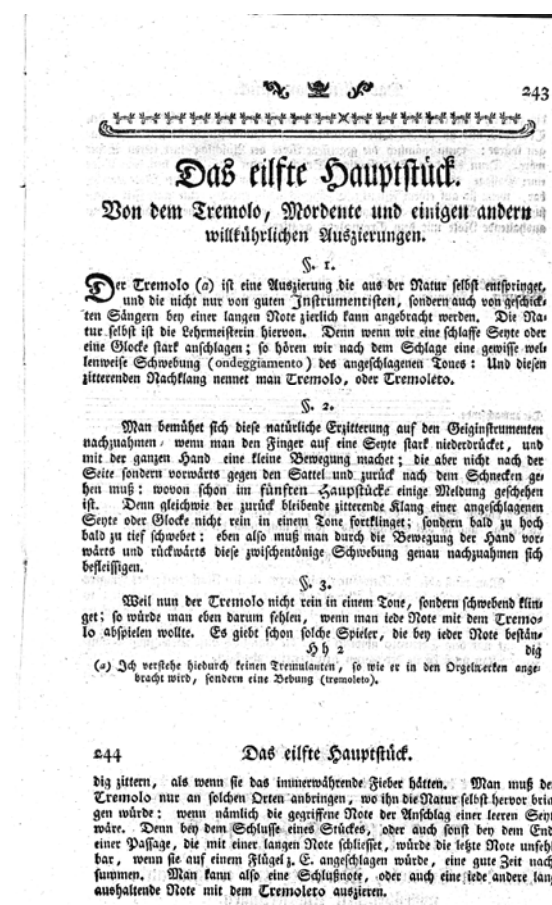 243
Das eilfte Hauptstück.
Von dem Tremolo, Mordente und einigen andern
willkührlichen Auszierungen.
§. 1.
Der Tremolo (a) ist eine Auszierung die aus der Natur selbst entspringet,
und die nicht nur von guten Instrumentisten, sondern auch von geschick-
ten Sängern bey einer langen Note zierlich kann angebracht werden. Die Na-
tur selbst ist die Lehrmeisterin hiervon. Denn wenn wir eine schlaffe Seyte oder
eine Glocke stark anschlagen; so hören wir nach dem Schlage eine gewisse wel-
lenweise Schwebung (ondeggiamento) des angeschlagenen Tones: Und diesen
zitterenden Nachklang nennet man Tremolo, oder Tremoleto.
§. 2.
Man bemühet sich diese natürliche Erzitterung auf den Geiginstrumenten
nachzuahmen, wenn man den Finger auf eine Seyte stark niederdrücket, und
mit der ganzen Hand eine kleine Bewegung machet; die aber nicht nach der
Seite sondern vorwärts gegen den Sattel und zurück nach dem Schnecken ge-
hen muß: wovon schon im fünften Haupstücke einige Meldung geschehen
ist. Denn gleichwie der zurück bleibende zitterende Klang einer angeschlagenen
Seyte oder Glocke nicht rein in einem Tone fortklinget; sondern bald zu hoch
bald zu tief schwebet: eben also muß man durch die Bewegung der Hand vor-
wärts und rückwärts diese zwischentönige Schwebung genau nachzuahmen sich
befleissigen.
§. 3.
Weil nun der Tremolo nicht rein in einem Tone, sondern schwebend klin-
get; so würde man eben darum fehlen, wenn man iede Note mit dem Tremo-
lo abspielen wollte. Es giebt schon solche Spieler, die bey ieder Note bestän-
Hh 2 dig
(a) Ich verstehe hiedurch keinen Tremulanten, so wie er in den Orgelwerken ange-
bracht wird, sondern eine Bebung (tremoleto).
244 Das eilfte Hauptstück.
dig zittern, als wenn sie das immerwährende Fieber hätten. Man muß de
Tremolo nur an solchen Orten anbringen, wo ihn die Natur selbst hervor brin
gen würde: wenn nämlich die gegriffene Note der Anschlag einer leeren Seyt
wäre. Denn bey dem Schlusse eines Stückes, oder auch sonst bey dem End
einer Passage, die mit einer langen Note schliesset, würde die letzte Note unfehl
bar, wenn sie auf einem Flügel z. E. angeschlagen würde, eine gute Zeit nach
summen. Man kann also eine Schlußnote, oder auch eine iede andere lang
aushaltende Note mit dem Tremoleto auszieren.